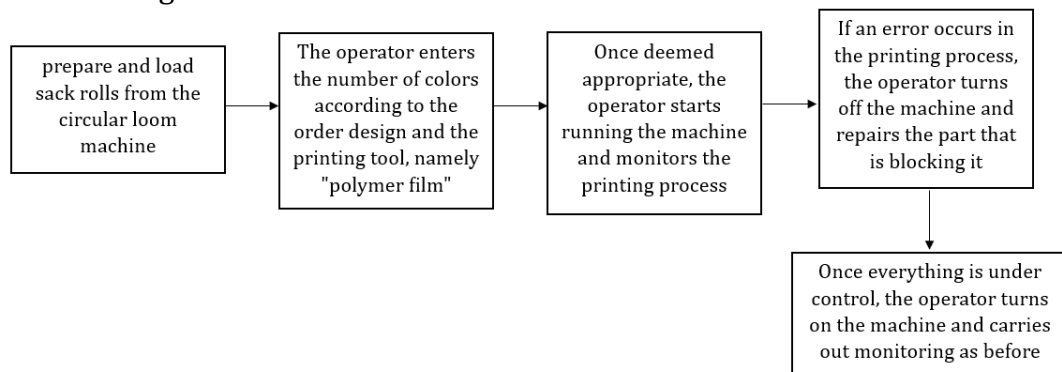 prepare and load
sack rolls from the
circular loom
machine
The operator enters
the number of colors
according to the
order design and the
printing tool, namely
"polymer film"
Once deemed
appropriate, the
operator starts
running the machine
and monitors the
printing process
If an error occurs in
the printing process,
the operator turns
off the machine and
repairs the part that
is blocking it
Once everything is under
control, the operator turns
on the machine and carries
out monitoring as before